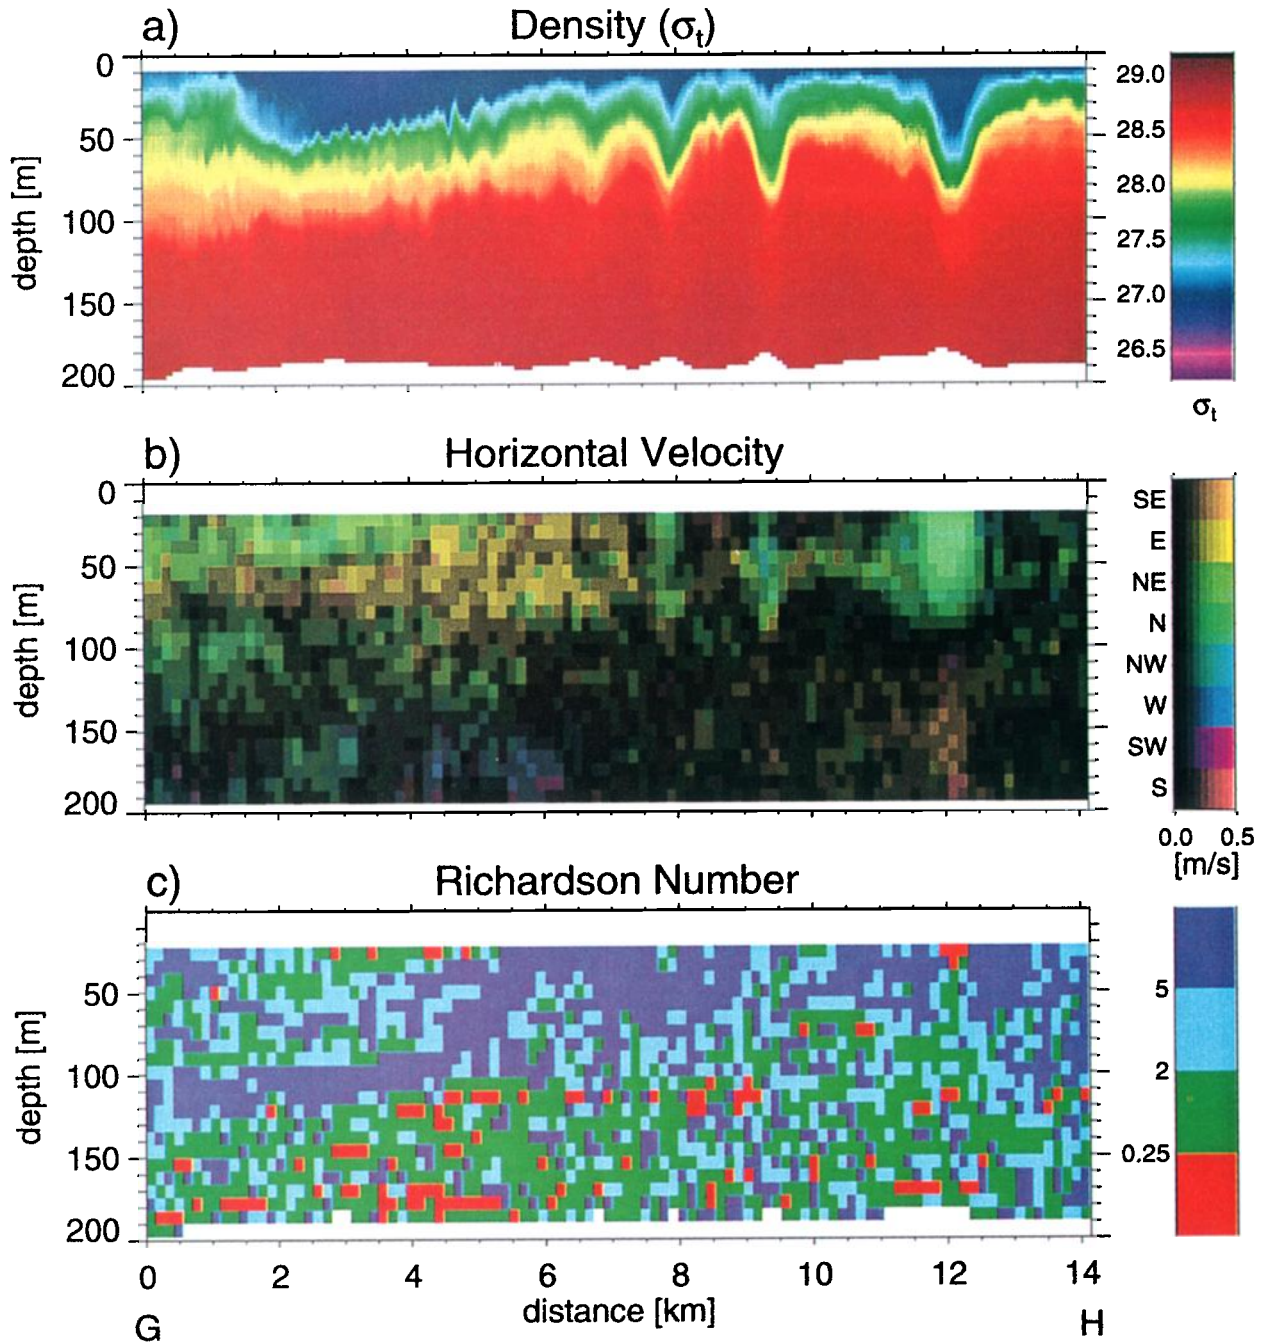 a) Density (σt)
0
50
100
150
200
depth [m]
29.0
28.5
28.0
27.5
27.0
26.5
σt
b) Horizontal Velocity
0
50
100
150
200
depth [m]
SE
E
NE
N
NW
W
SW
S
0.0 0.5
[m/s]
c) Richardson Number
50
100
150
200
depth [m]
5
2
0.25
0 2 4 6 8 10 12 14
distance [km]
G H